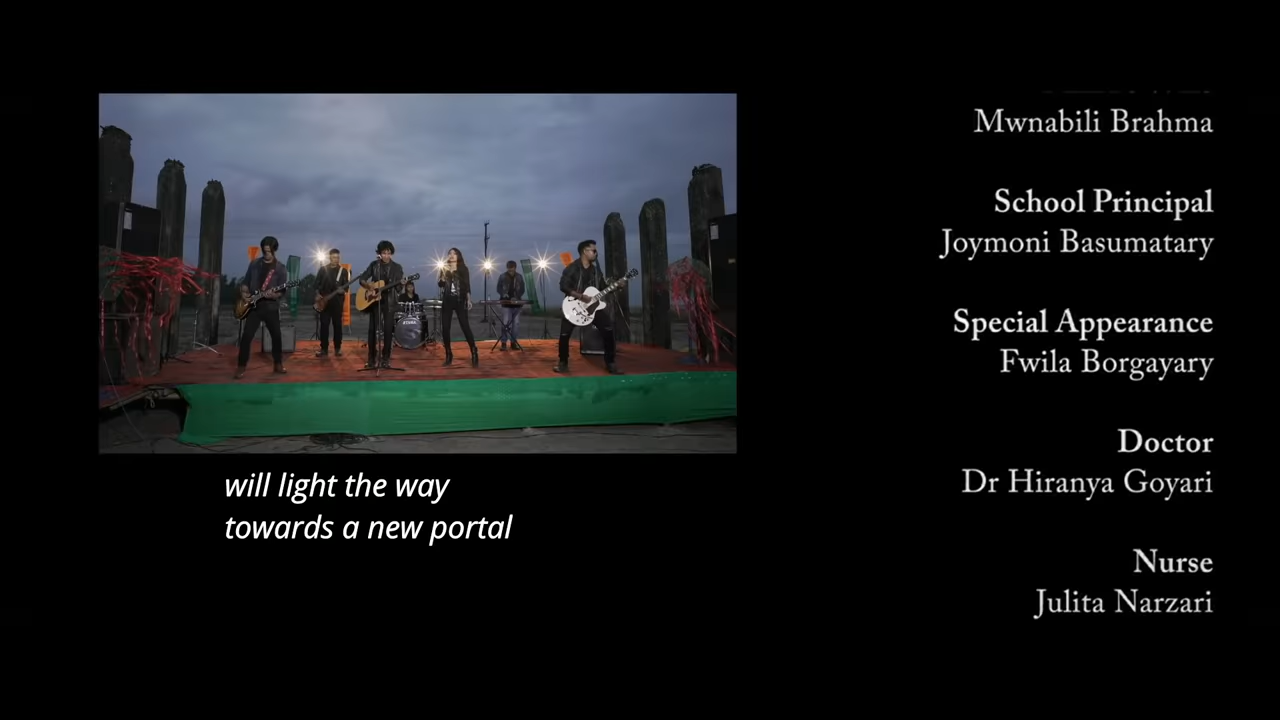 Mwnabili Brahma
School Principal
Joymoni Basumatary
Special Appearance
Fwila Borgayary
Doctor
Dr Hiranya Goyari
Nurse
Julita Narzari
will light the way
towards a new portal
TAMA